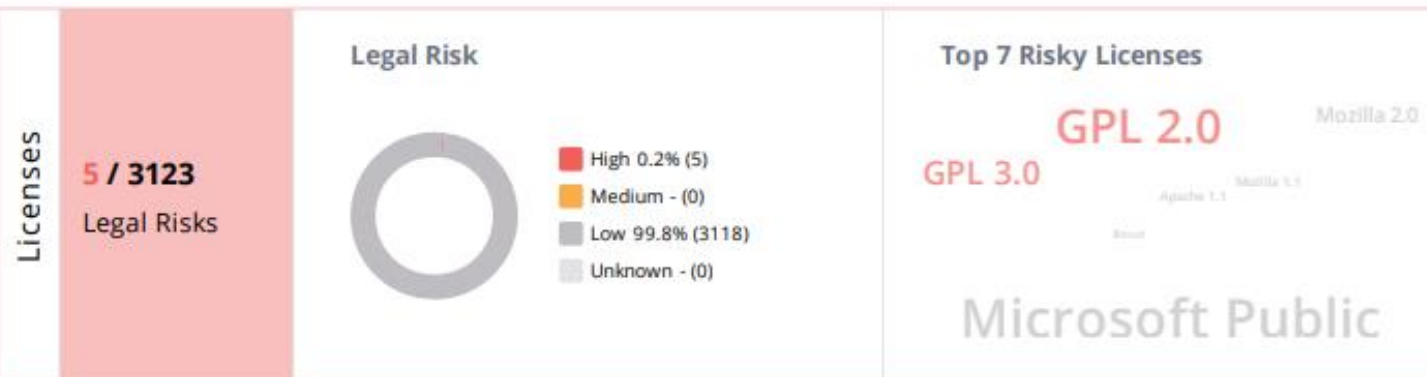 Licenses
5 / 3123
Legal Risks
Legal Risk
High 0.2% (5)
Medium - (0)
Low 99.8% (3118)
Unknown - (0)
Top 7 Risky Licenses
GPL 2.0
Mozilla 2.0
GPL 3.0
Mozilla 1.1
Apache 1.1
Microsoft Public